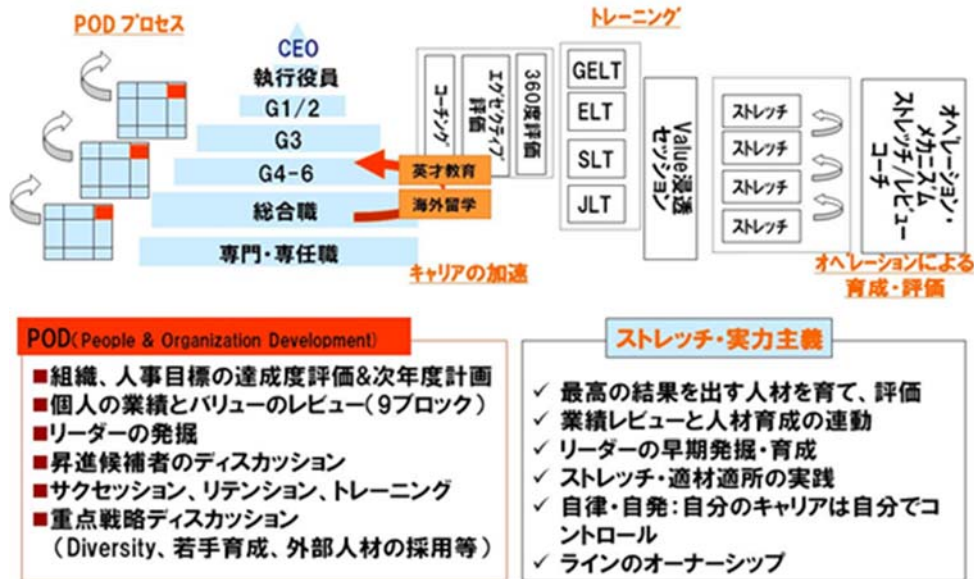 POD プロセス
トレーニング
CEO
執行役員
G1/2
G3
G4-6
総合職
専門・専任職
英才教育
海外留学
キャリアの加速
コーチング
エグゼクティブ
評価
360度評価
GELT
ELT
SLT
JLT
Value浸透
セッション
ストレッチ
ストレッチ
ストレッチ
ストレッチ
オペレーション・
メカニズム
ストレッチ/レビュー
コーチ
オペレーションによる
育成・評価
POD(People & Organization Development)
■組織、人事目標の達成度評価&次年度計画
■個人の業績とバリューのレビュー(9ブロック)
■リーダーの発掘
■昇進候補者のディスカッション
■サクセッション、リテンション、トレーニング
■重点戦略ディスカッション
(Diversity、若手育成、外部人材の採用等)
ストレッチ・実力主義
✓ 最高の結果を出す人材を育て、評価
✓ 業績レビューと人材育成の連動
✓ リーダーの早期発掘・育成
✓ ストレッチ・適材適所の実践
✓ 自律・自発:自分のキャリアは自分でコ
ントロール
✓ ラインのオーナーシップ